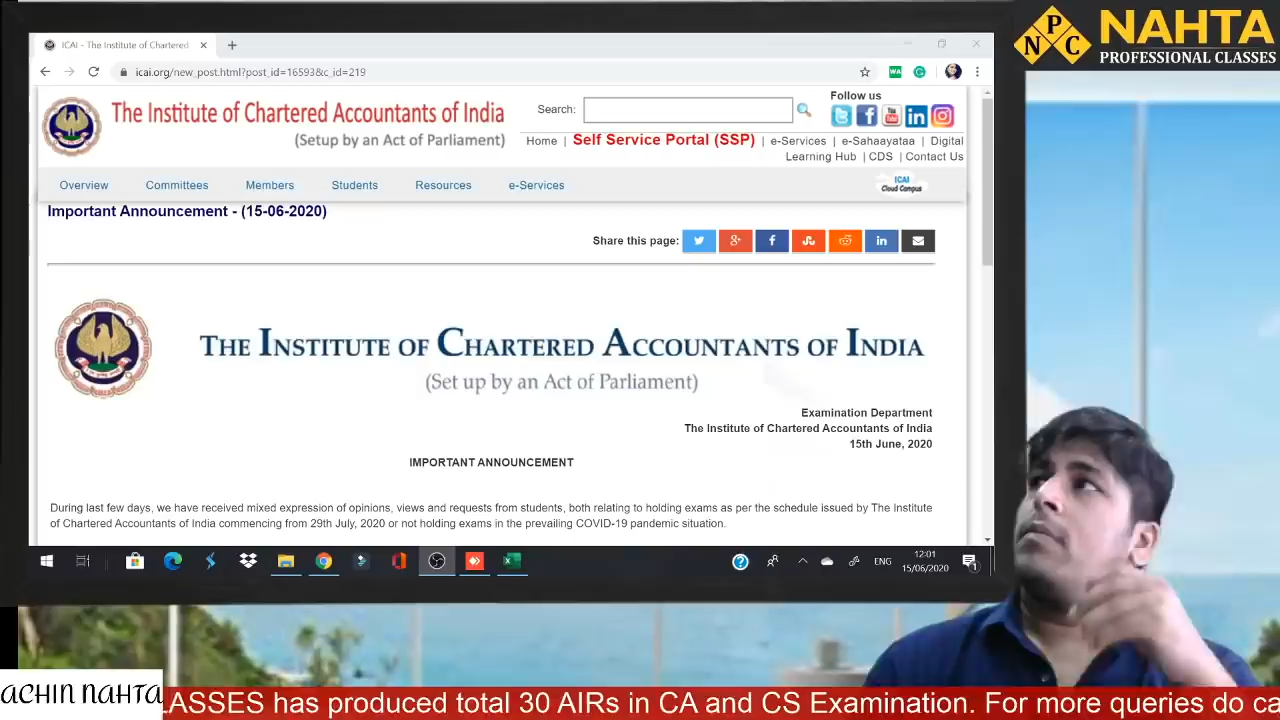 NPC
NAHTA
PROFESSIONAL CLASSES
ICAI - The Institute of Chartered
icai.org/new_post.html?post_id=16593&c_id=219
The Institute of Chartered Accountants of India
(Setup by an Act of Parliament)
Search:
Follow us
Home | Self Service Portal (SSP) | e-Services | e-Sahaayataa | Digital
Learning Hub | CDS | Contact Us
Overview Committees Members Students Resources e-Services
ICAI
Cloud Campus
Important Announcement - (15-06-2020)
Share this page:
THE INSTITUTE OF CHARTERED ACCOUNTANTS OF INDIA
(Set up by an Act of Parliament)
Examination Department
The Institute of Chartered Accountants of India
15th June, 2020
IMPORTANT ANNOUNCEMENT
During last few days, we have received mixed expression of opinions, views and requests from students, both relating to holding exams as per the schedule issued by The Institute
of Chartered Accountants of India commencing from 29th July, 2020 or not holding exams in the prevailing COVID-19 pandemic situation.
ENG
12:01
15/06/2020
ACHIN NAHTA
LASSES has produced total 30 AIRs in CA and CS Examination. For more queries do ca